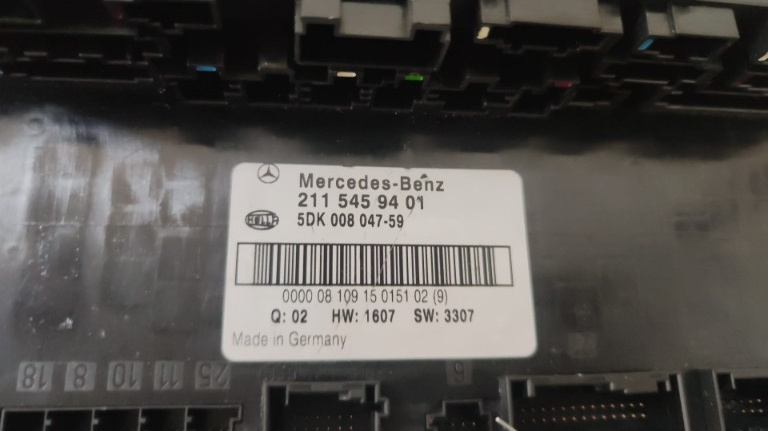 Mercedes-Benz
211 545 94 01
HELLA
5DK 008 047-59
0000 08 109 15 0151 02 (9)
Q: 02 HW: 1607 SW: 3307
Made in Germany
18 8 10 11 25